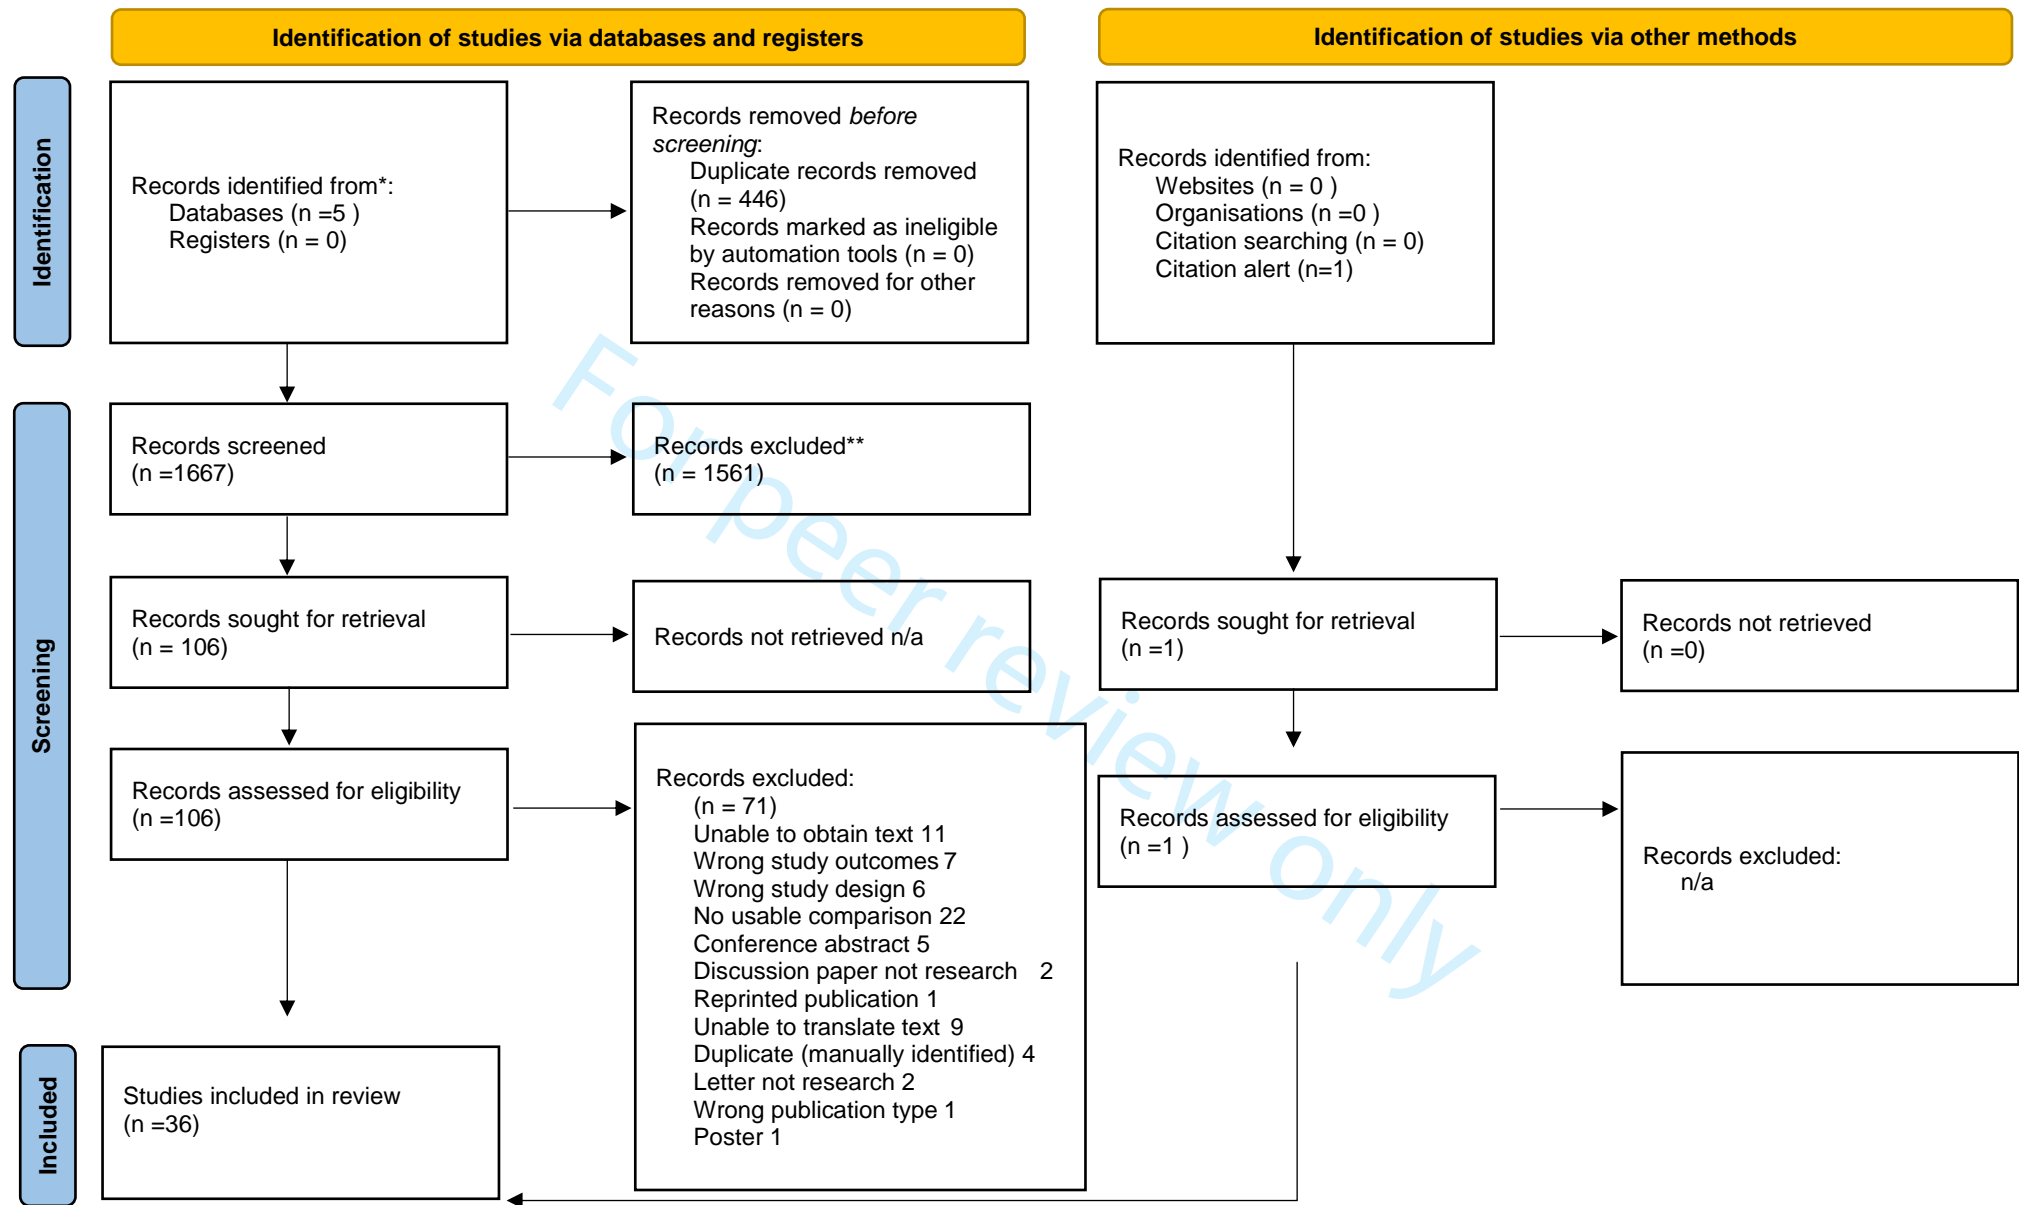 Identification of studies via databases and registers
Identification of studies via other methods
Identification
Records identified from*:
Databases (n =5 )
Registers (n = 0)
Records removed before
screening:
Duplicate records removed
(n = 446)
Records marked as ineligible
by automation tools (n = 0)
Records removed for other
reasons (n = 0)
Records identified from:
Websites (n = 0 )
Organisations (n =0 )
Citation searching (n = 0)
Citation alert (n=1)
Screening
Records screened
(n =1667)
Records excluded**
(n = 1561)
Records sought for retrieval
(n = 106)
Records not retrieved n/a
Records sought for retrieval
(n =1)
Records not retrieved
(n =0)
Records assessed for eligibility
(n =106)
Records excluded:
(n = 71)
Unable to obtain text 11
Wrong study outcomes 7
Wrong study design 6
No usable comparison 22
Conference abstract 5
Discussion paper not research 2
Reprinted publication 1
Unable to translate text 9
Duplicate (manually identified) 4
Letter not research 2
Wrong publication type 1
Poster 1
Records assessed for eligibility
(n =1 )
Records excluded:
n/a
Included
Studies included in review
(n =36)
For peer review only